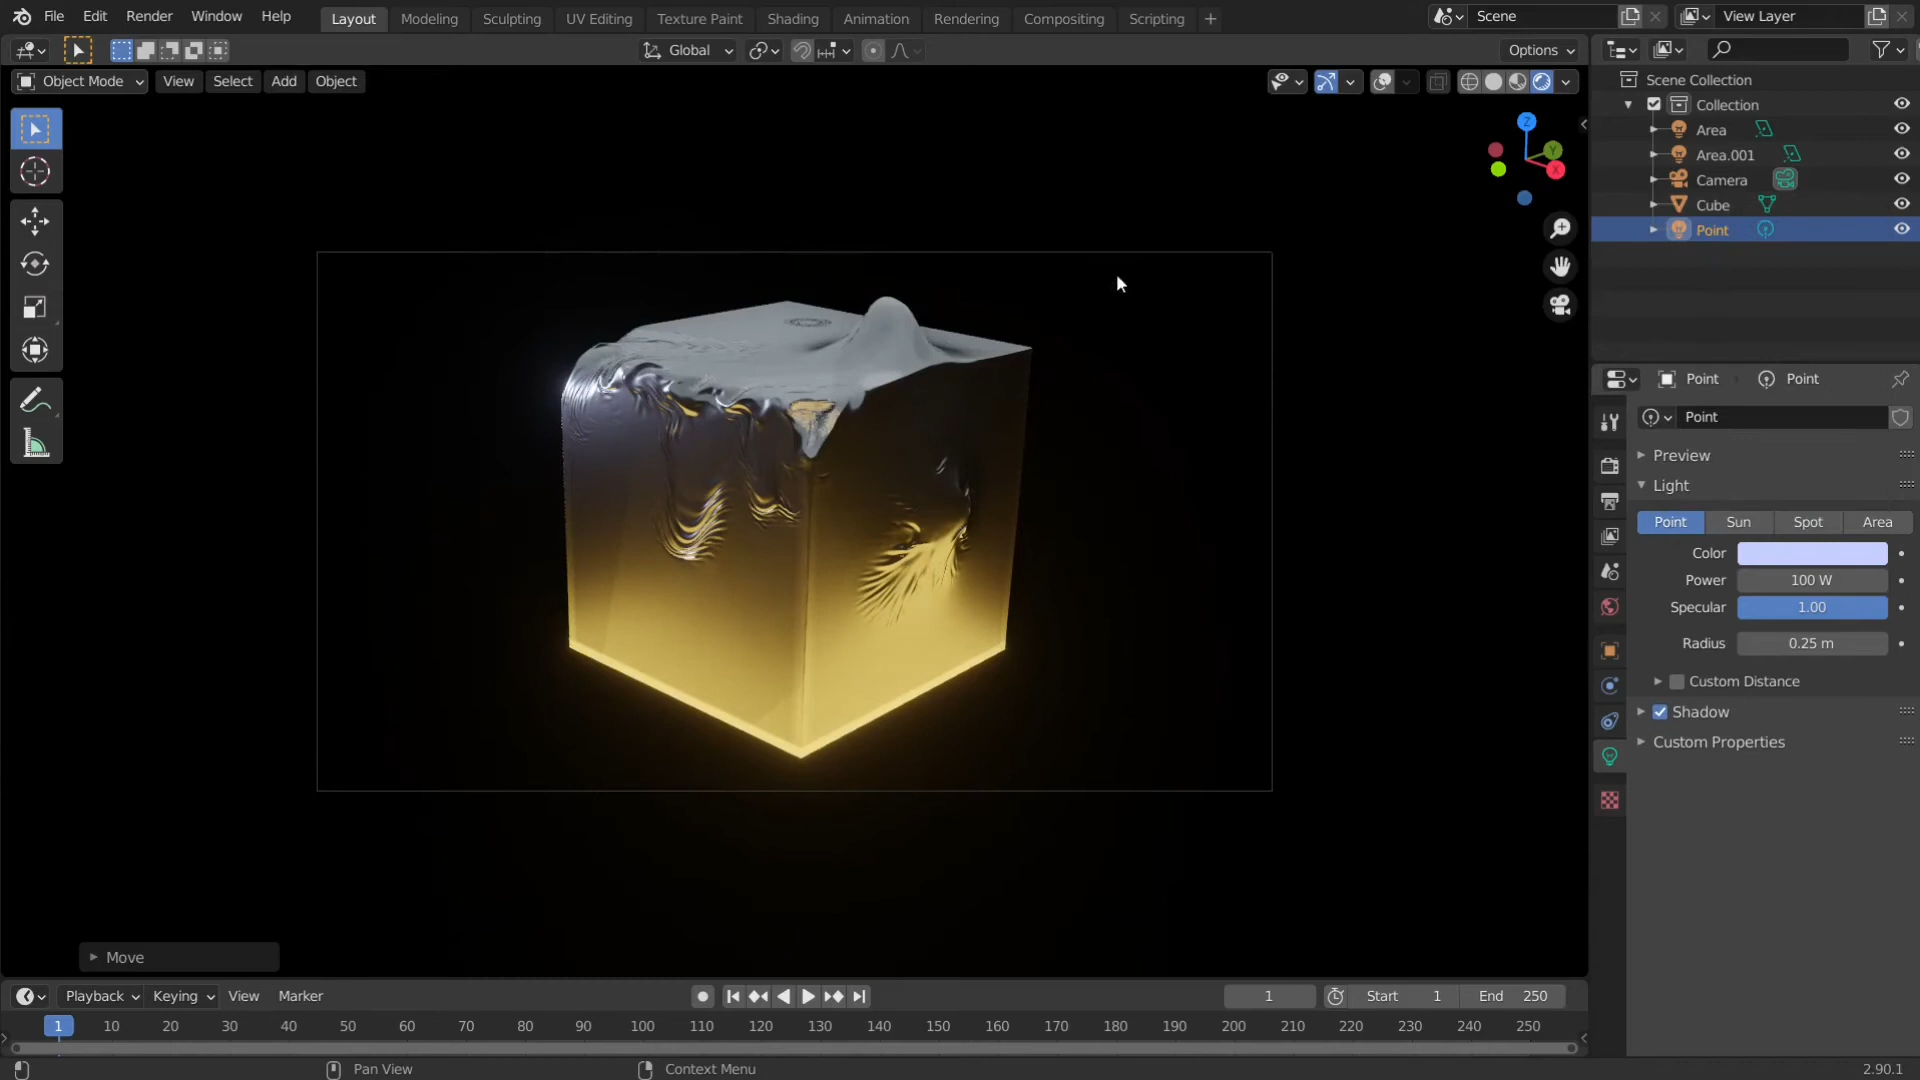 File Edit Render Window Help Layout Modeling Sculpting UV Editing Texture Paint Shading Animation Rendering Compositing Scripting + Scene View Layer
Global Options
Object Mode View Select Add Object
Scene Collection
Collection
Area
Area.001
Camera
Cube
Point
Z
Y
X
Point Point
Point
Preview
Light
Point Sun Spot Area
Color
Power 100 W
Specular 1.00
Radius 0.25 m
Custom Distance
Shadow
Custom Properties
Move
Playback Keying View Marker 1 Start 1 End 250
1 10 20 30 40 50 60 70 80 90 100 110 120 130 140 150 160 170 180 190 200 210 220 230 240 250
Pan View Context Menu 2.90.1